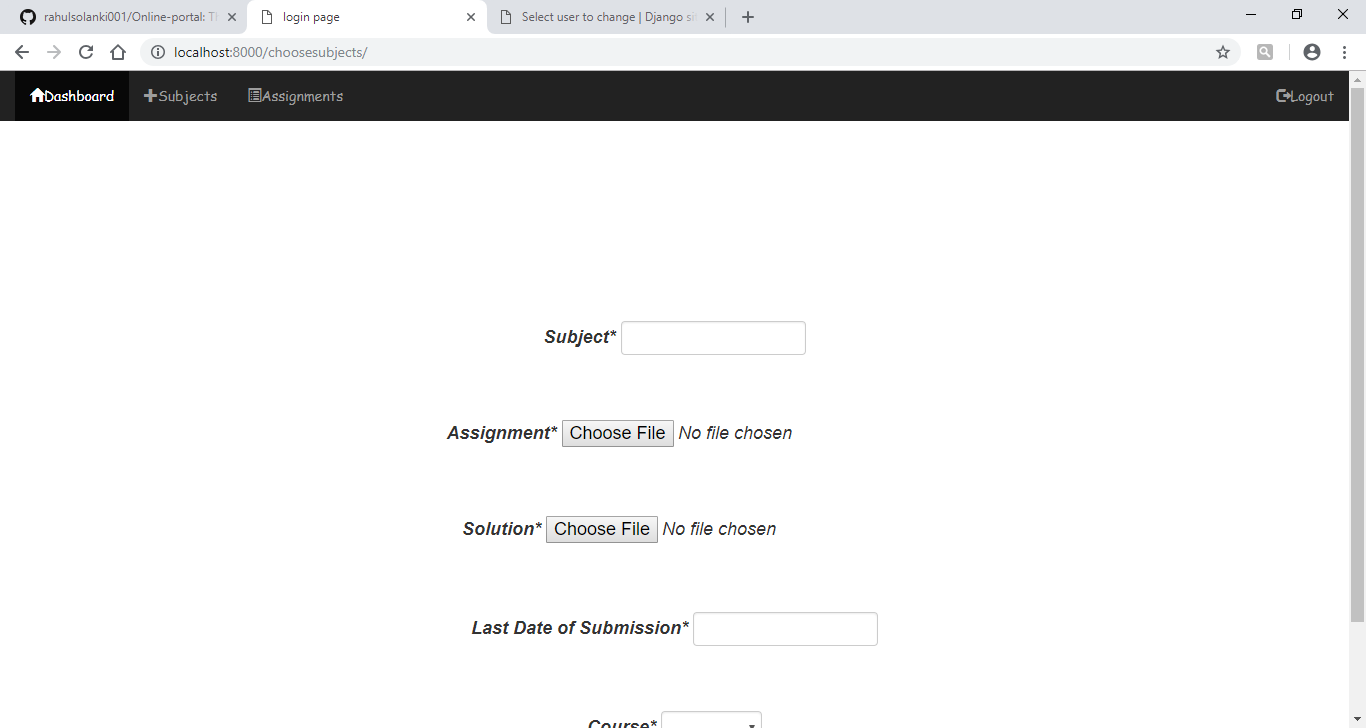 rahulsolanki001/Online-portal: Th
login page
Select user to change | Django si
localhost:8000/choosesubjects/
Dashboard
Subjects
Assignments
Logout
Subject*
Assignment* Choose File No file chosen
Solution* Choose File No file chosen
Last Date of Submission*
Course*